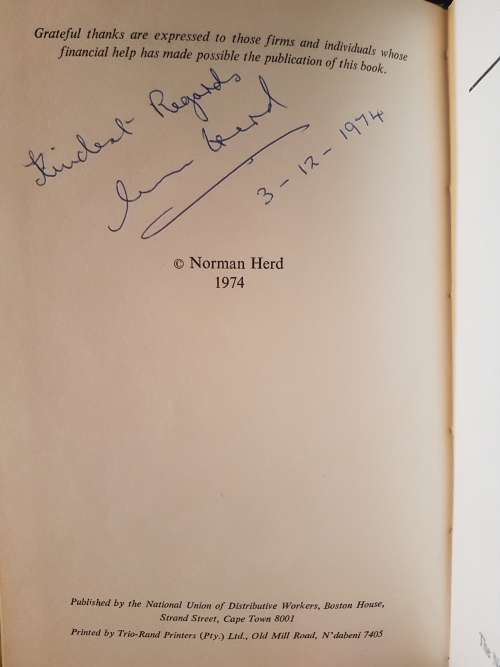 Grateful thanks are expressed to those firms and individuals whose
financial help has made possible the publication of this book.
Kindest Regards
Herd
3-12-1974
© Norman Herd
1974
Published by the National Union of Distributive Workers, Boston House,
Strand Street, Cape Town 8001
Printed by Trio-Rand Printers (Pty.) Ltd., Old Mill Road, N'dabeni 7405